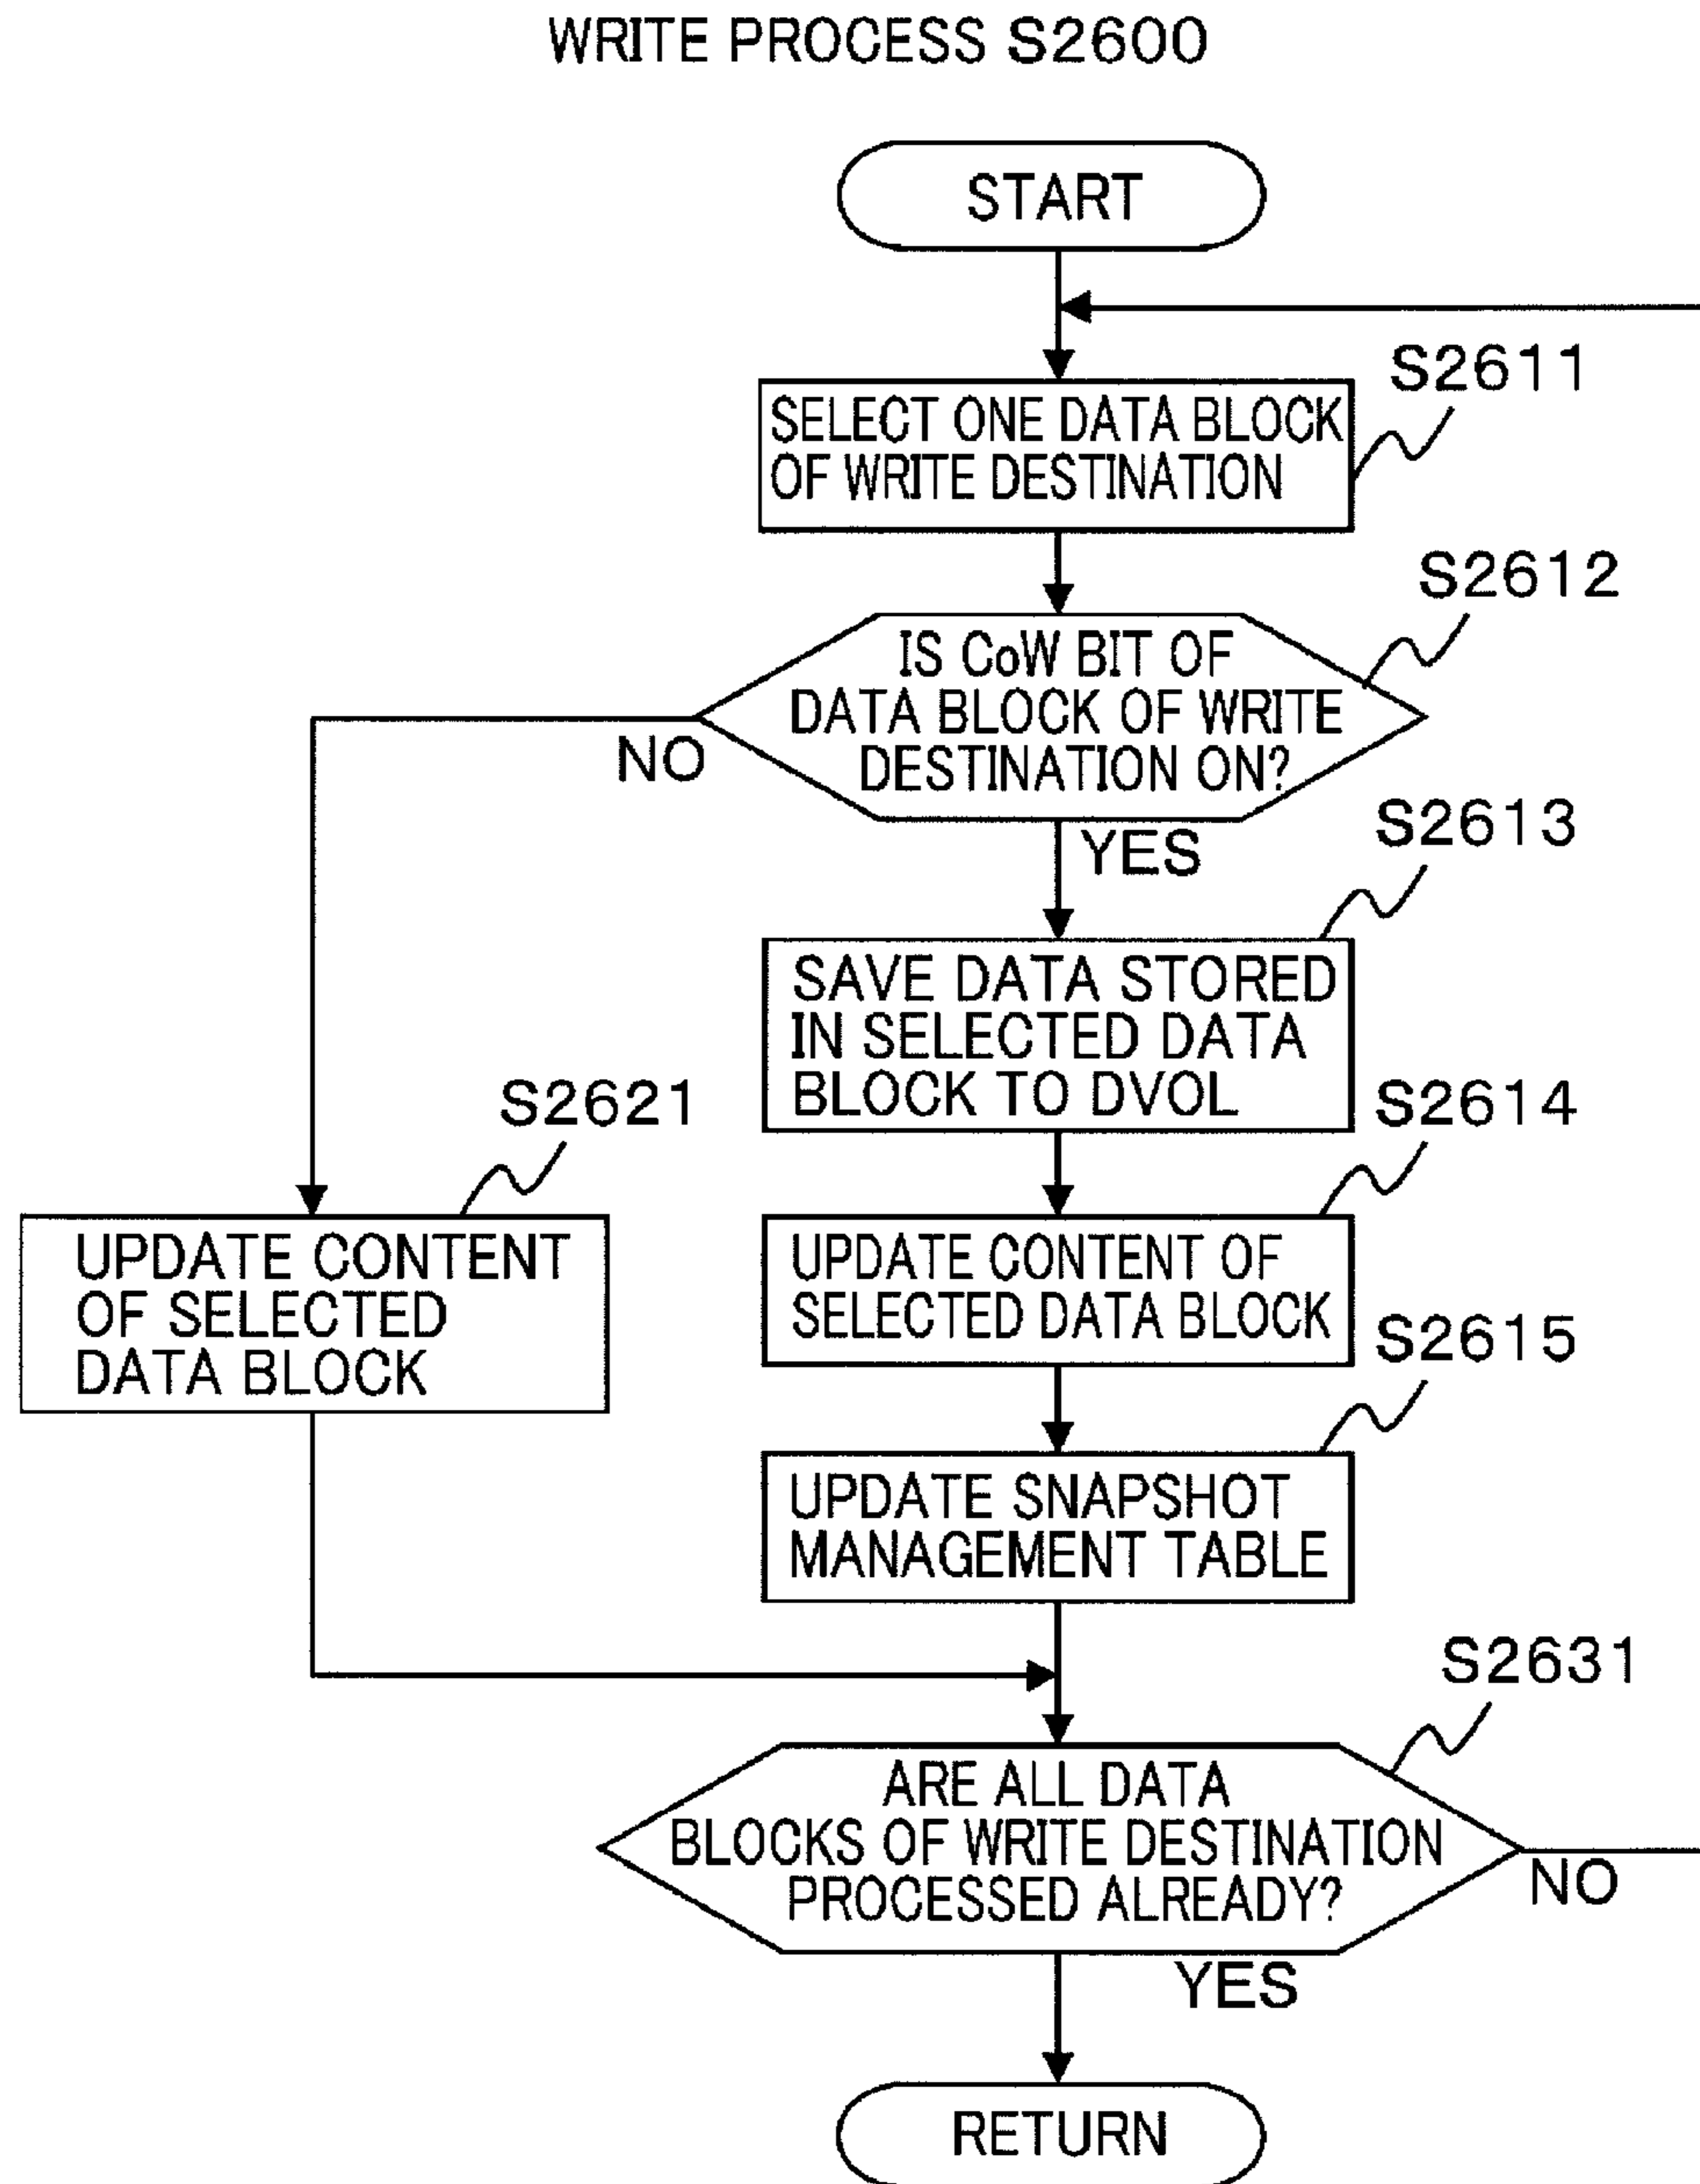 WRITE PROCESS S2600
START
S2611
SELECT ONE DATA BLOCK
OF WRITE DESTINATION
S2612
IS CoW BIT OF
DATA BLOCK OF WRITE
DESTINATION ON?
NO
YES
S2613
SAVE DATA STORED
IN SELECTED DATA
BLOCK TO DVOL
S2621
UPDATE CONTENT
OF SELECTED
DATA BLOCK
S2614
UPDATE CONTENT OF
SELECTED DATA BLOCK
S2615
UPDATE SNAPSHOT
MANAGEMENT TABLE
S2631
ARE ALL DATA
BLOCKS OF WRITE DESTINATION
PROCESSED ALREADY?
NO
YES
RETURN